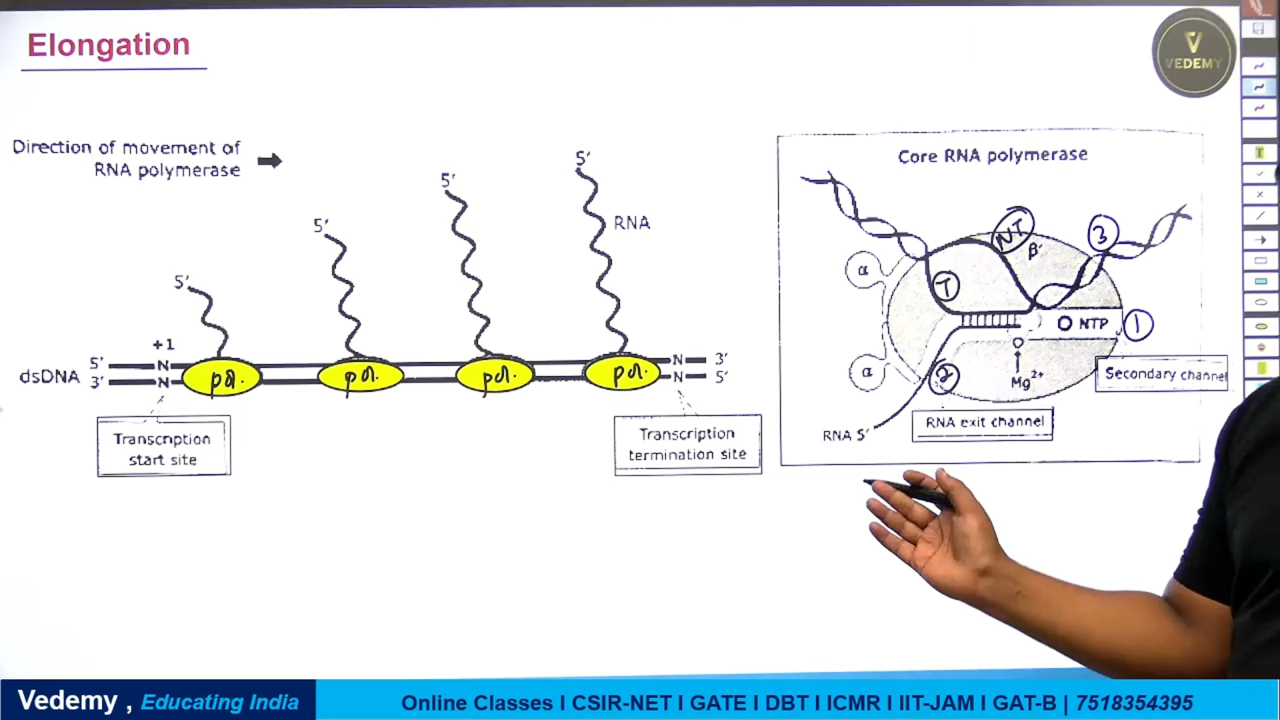 Elongation
V
VEDEMY
Direction of movement of
RNA polymerase
5′
5′
5′
5′
RNA
+1
dsDNA
5′
3′
N
N
pol.
pol.
pol.
pol.
N
N
3′
5′
Transcription
start site
Transcription
termination site
Core RNA polymerase
NT
β′
3
α
T
NTP
1
α
2
Mg2+
Secondary channel
RNA exit channel
RNA 5′
Vedemy , Educating India
Online Classes I CSIR-NET I GATE I DBT I ICMR I IIT-JAM I GAT-B | 7518354395